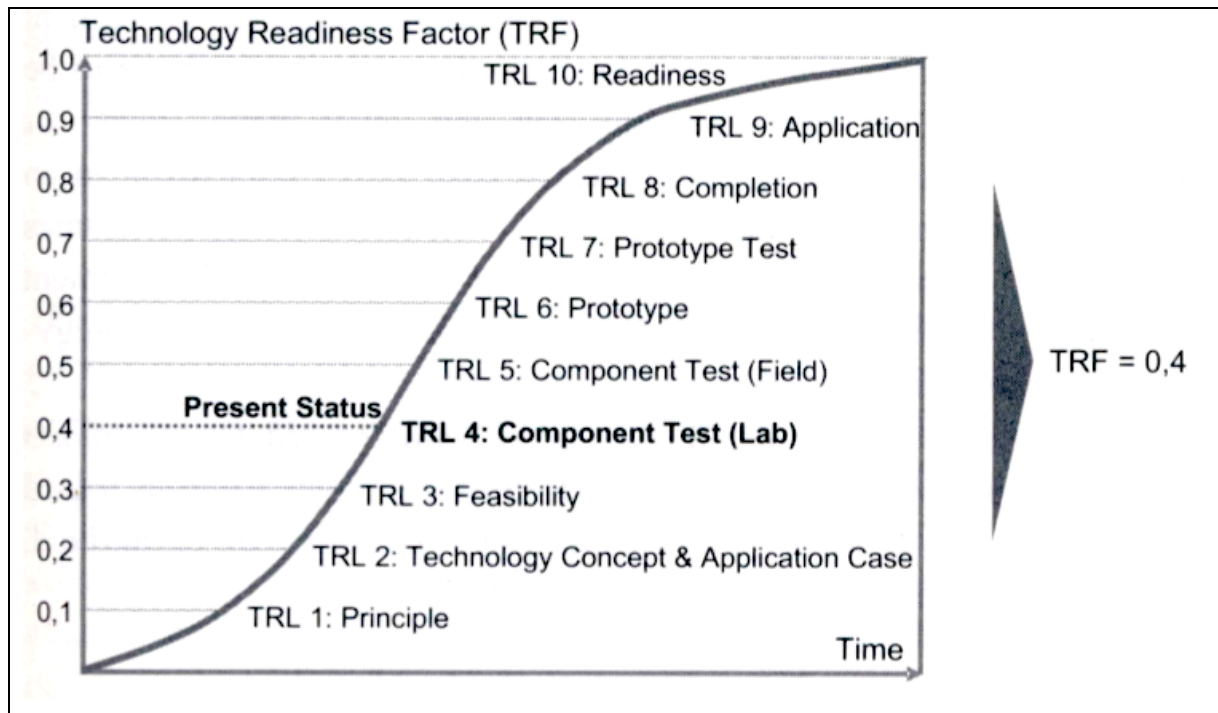 Technology Readiness Factor (TRF)
1,0
TRL 10: Readiness
0,9
TRL 9: Application
0,8
TRL 8: Completion
0,7
TRL 7: Prototype Test
0,6
TRL 6: Prototype
0,5
TRL 5: Component Test (Field)
TRF = 0,4
Present Status
0,4
TRL 4: Component Test (Lab)
0,3
TRL 3: Feasibility
0,2
TRL 2: Technology Concept & Application Case
0,1
TRL 1: Principle
Time